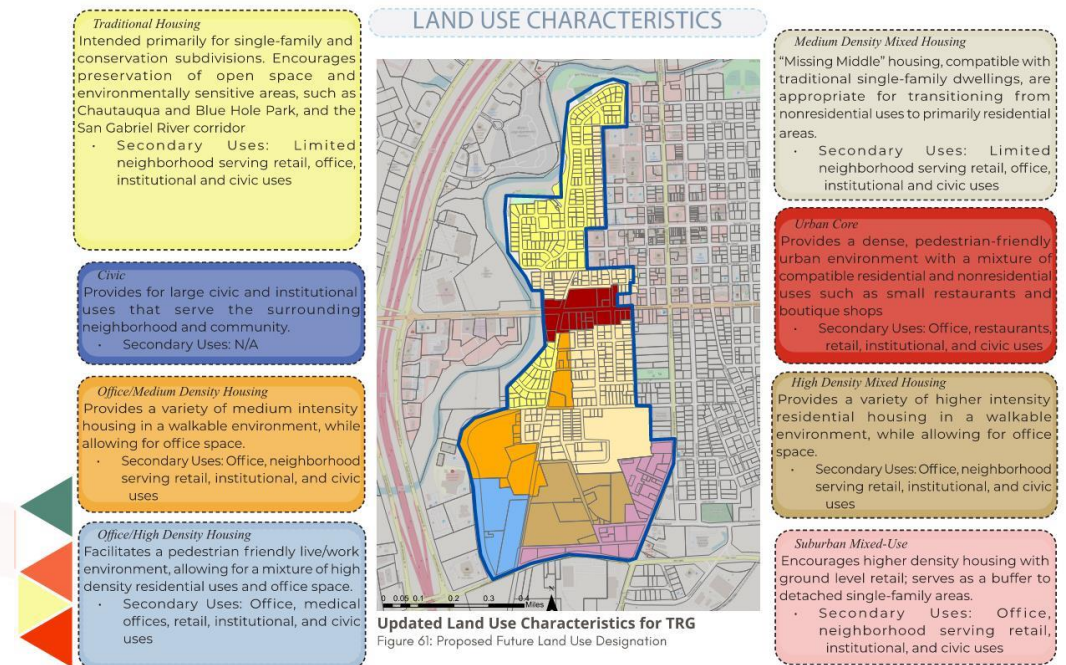 LAND USE CHARACTERISTICS
Traditional Housing
Intended primarily for single-family and
conservation subdivisions. Encourages
preservation of open space and
environmentally sensitive areas, such as
Chautauqua and Blue Hole Park, and the
San Gabriel River corridor
• Secondary Uses: Limited
neighborhood serving retail, office,
institutional and civic uses
Civic
Provides for large civic and institutional
uses that serve the surrounding
neighborhood and community.
• Secondary Uses: N/A
Office/Medium Density Housing
Provides a variety of medium intensity
housing in a walkable environment, while
allowing for office space.
• Secondary Uses: Office, neighborhood
serving retail, institutional, and civic
uses
Office/High Density Housing
Facilitates a pedestrian friendly live/work
environment, allowing for a mixture of high
density residential uses and office space.
• Secondary Uses: Office, medical
offices, retail, institutional, and civic
uses
0 0.05 0.1 0.2 0.3 0.4
Miles
Updated Land Use Characteristics for TRG
Figure 61: Proposed Future Land Use Designation
Medium Density Mixed Housing
“Missing Middle” housing, compatible with
traditional single-family dwellings, are
appropriate for transitioning from
nonresidential uses to primarily residential
areas.
• Secondary Uses: Limited
neighborhood serving retail, office,
institutional and civic uses
Urban Core
Provides a dense, pedestrian-friendly
urban environment with a mixture of
compatible residential and nonresidential
uses such as small restaurants and
boutique shops
• Secondary Uses: Office, restaurants,
retail, institutional, and civic uses
High Density Mixed Housing
Provides a variety of higher intensity
residential housing in a walkable
environment, while allowing for office
space.
• Secondary Uses: Office, neighborhood
serving retail, institutional, and civic
uses
Suburban Mixed-Use
Encourages higher density housing with
ground level retail; serves as a buffer to
detached single-family areas.
• Secondary Uses: Office,
neighborhood serving retail,
institutional, and civic uses